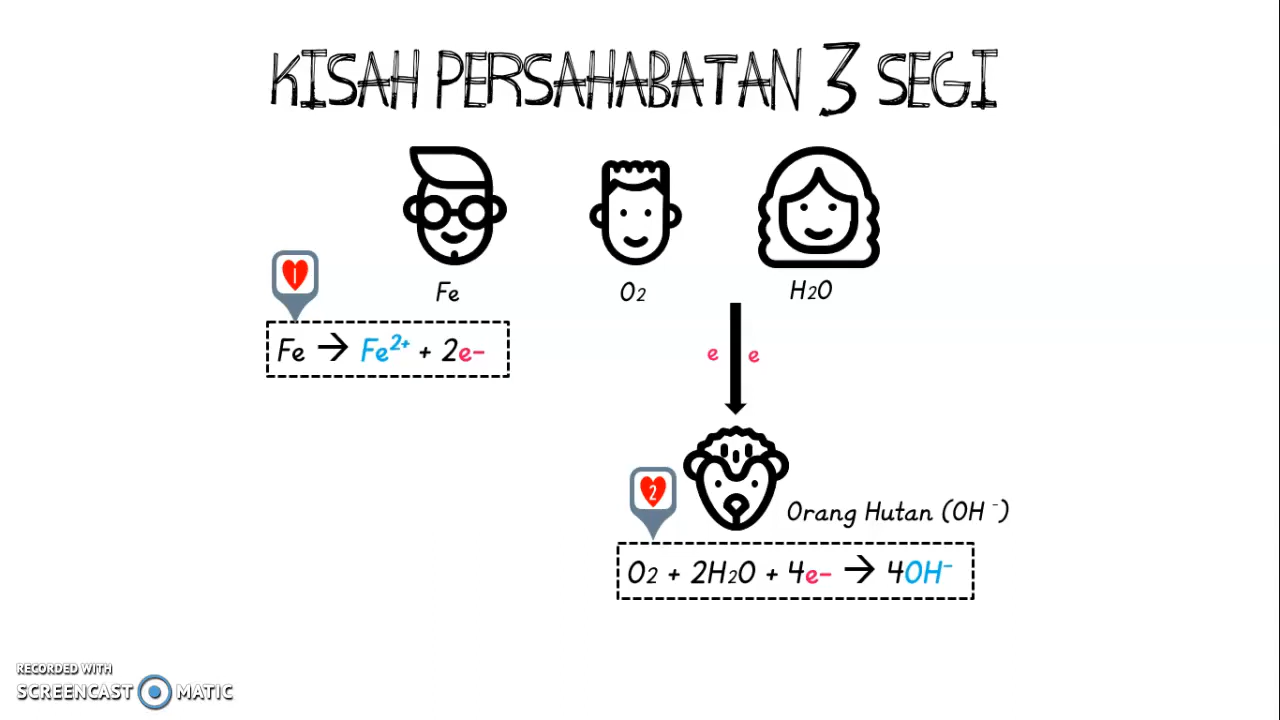 KISAH PERSAHABATAN 3 SEGI
Fe
O₂
H₂O
1
Fe → Fe²⁺ + 2e-
e e
2
Orang Hutan (OH⁻)
O₂ + 2H₂O + 4e- → 4OH⁻
RECORDED WITH
SCREENCAST MATIC